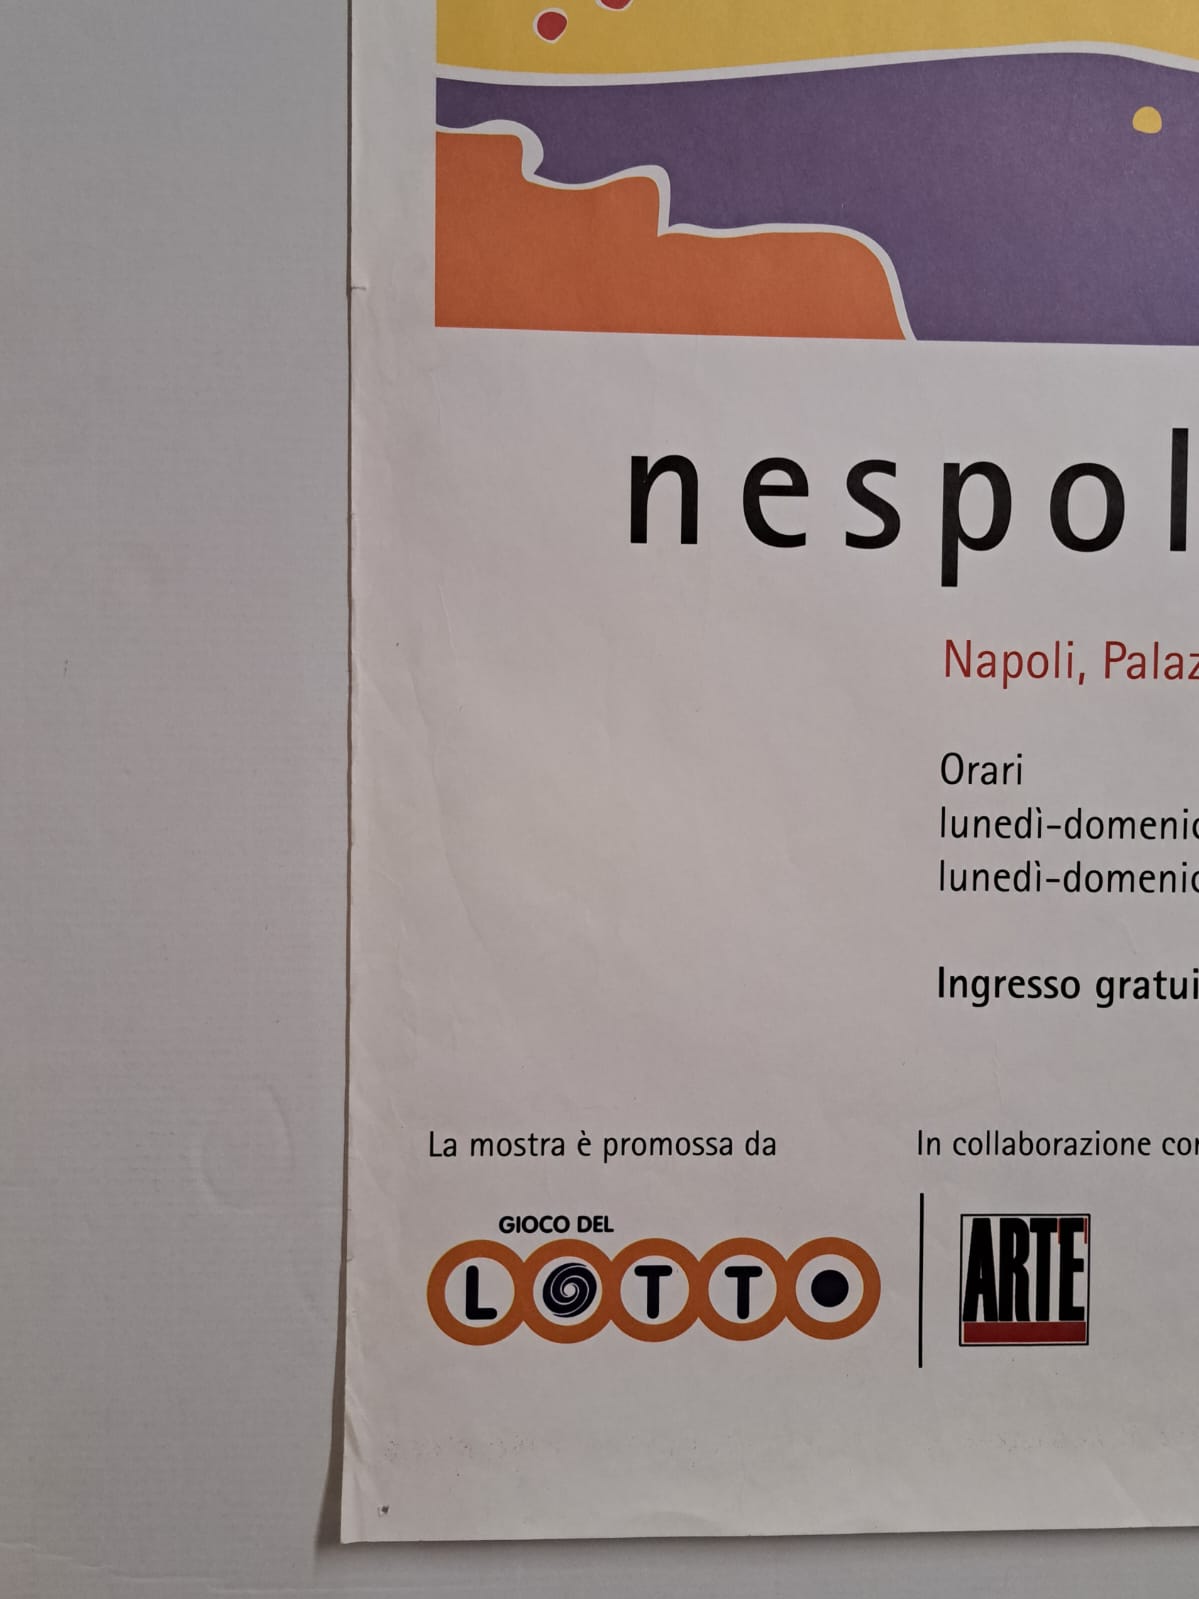 nespol
Napoli, Palaz
Orari
lunedì-domenic
lunedì-domenic
Ingresso gratui
La mostra è promossa da
In collaborazione con
GIOCO DEL
LOTTO
ARTE